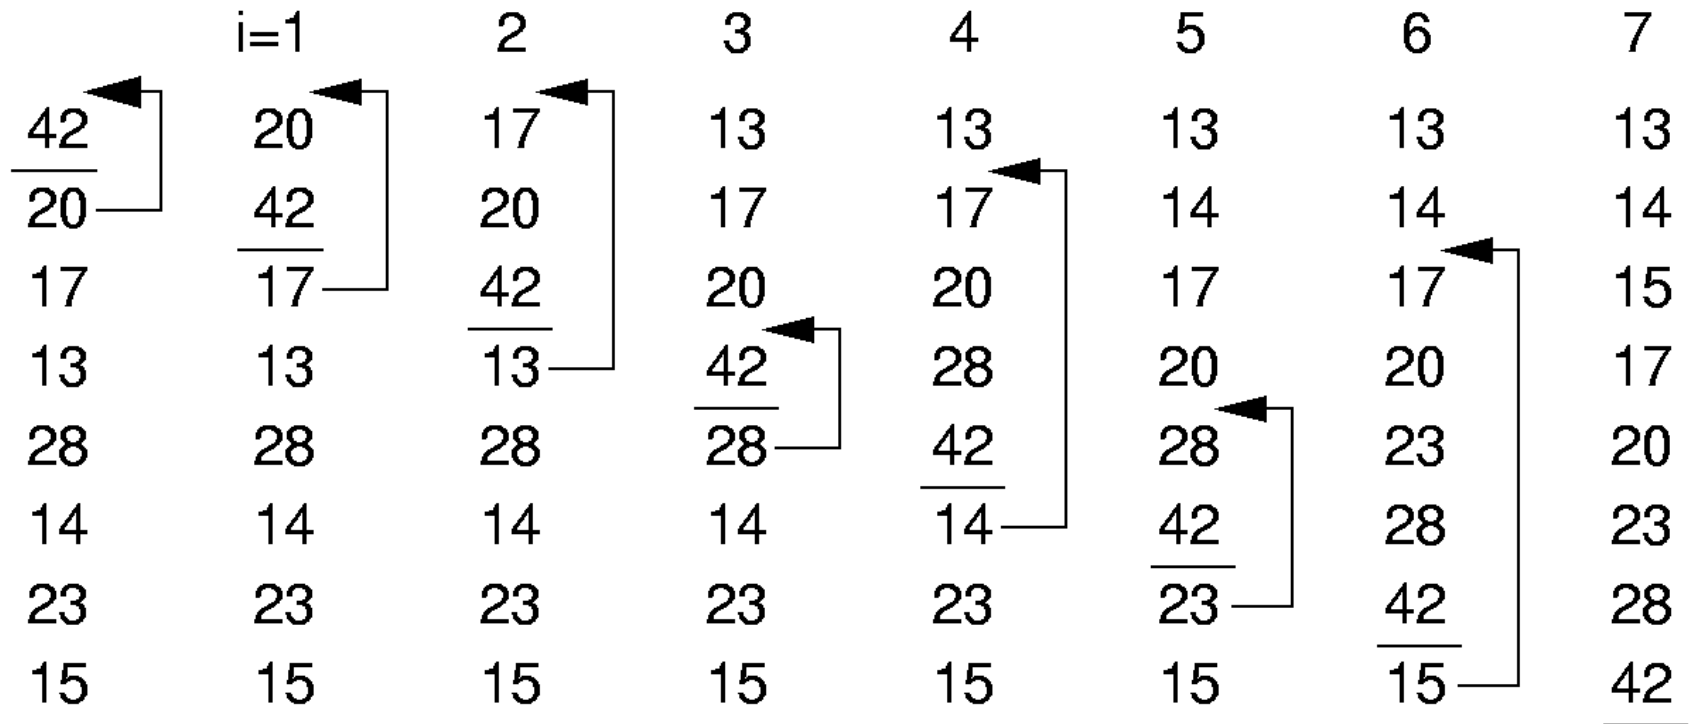 i=1 2 3 4 5 6 7
42 20 17 13 13 13 13 13
20 42 20 17 17 14 14 14
17 17 42 20 20 17 17 15
13 13 13 42 28 20 20 17
28 28 28 28 42 28 23 20
14 14 14 14 14 42 28 23
23 23 23 23 23 23 42 28
15 15 15 15 15 15 15 42